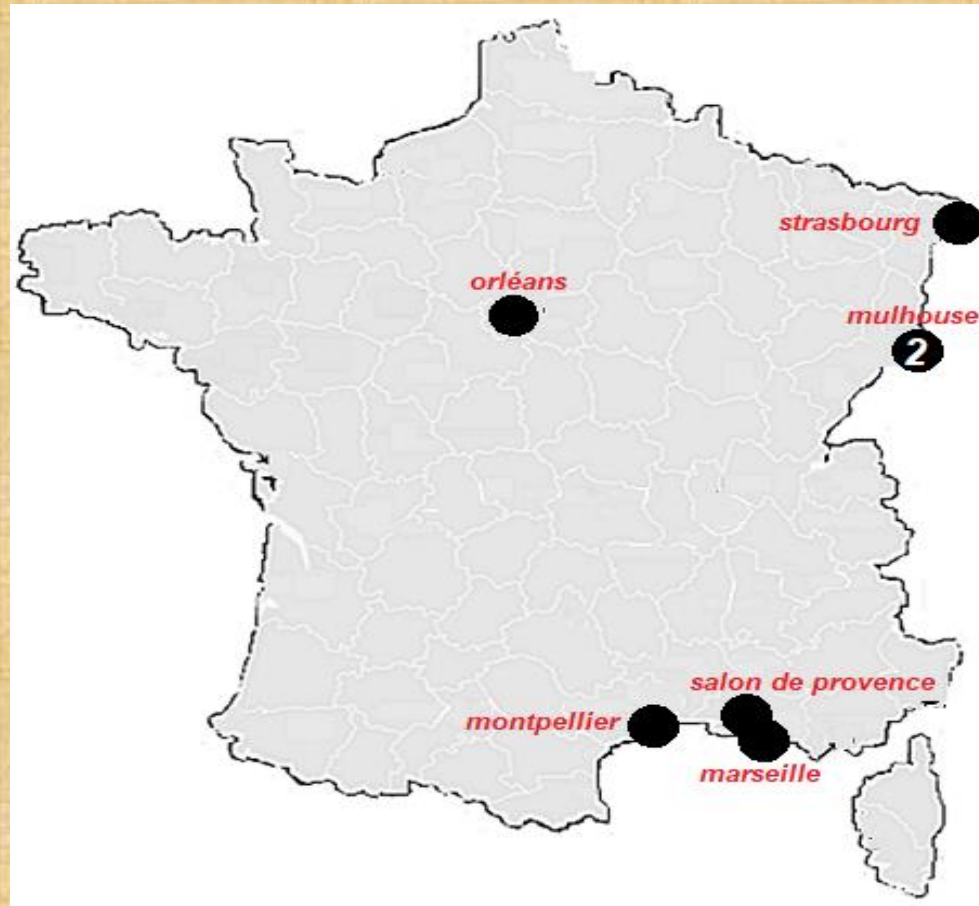 strasbourg
orléans
mulhouse
2
salon de provence
montpellier
marseille